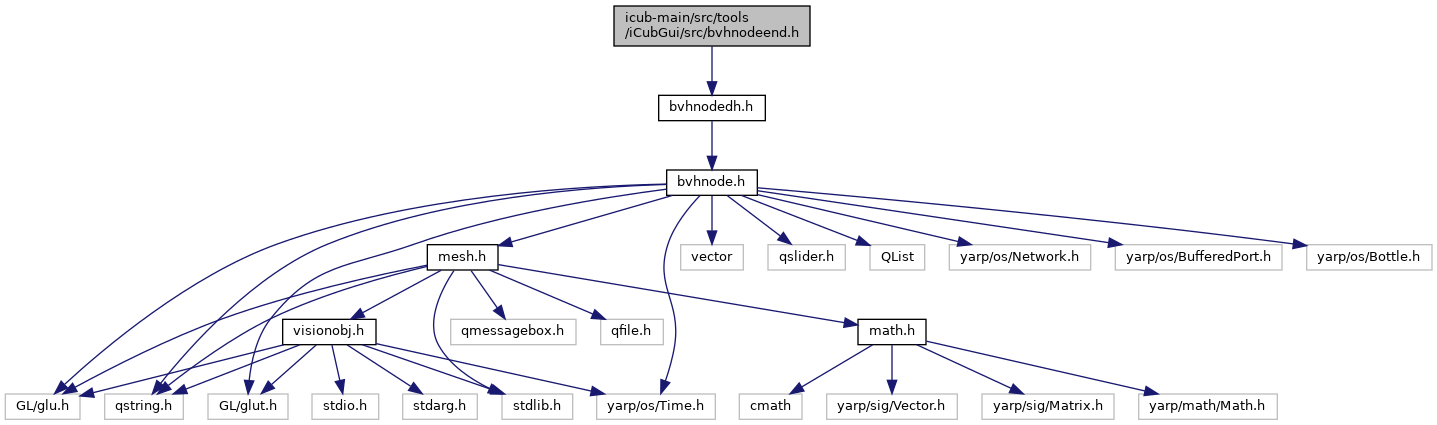 icub-main/src/tools
/iCubGui/src/bvhnodeend.h
bvhnodedh.h
bvhnode.h
mesh.h
vector
qslider.h
QList
yarp/os/Network.h
yarp/os/BufferedPort.h
yarp/os/Bottle.h
visionobj.h
qmessagebox.h
qfile.h
math.h
GL/glu.h
qstring.h
GL/glut.h
stdio.h
stdarg.h
stdlib.h
yarp/os/Time.h
cmath
yarp/sig/Vector.h
yarp/sig/Matrix.h
yarp/math/Math.h